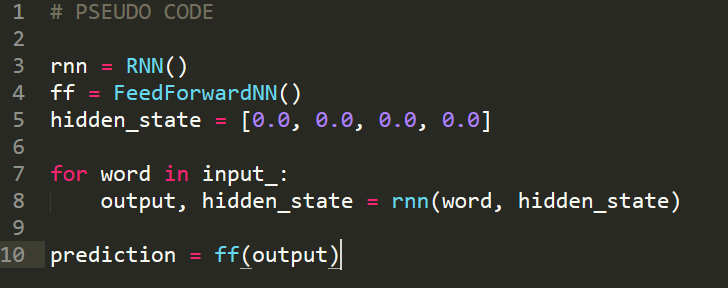 1 # PSEUDO CODE
2
3 rnn = RNN()
4 ff = FeedForwardNN()
5 hidden_state = [0.0, 0.0, 0.0, 0.0]
6
7 for word in input_:
8     output, hidden_state = rnn(word, hidden_state)
9
10 prediction = ff(output)